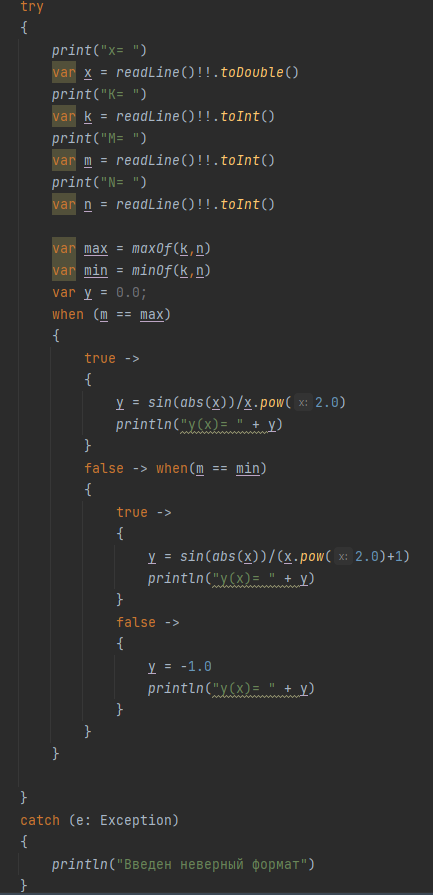 try
{
print("x= ")
var x = readLine()!!.toDouble()
print("K= ")
var k = readLine()!!.toInt()
print("M= ")
var m = readLine()!!.toInt()
print("N= ")
var n = readLine()!!.toInt()
var max = maxOf(k,n)
var min = minOf(k,n)
var y = 0.0;
when (m == max)
{
true ->
{
y = sin(abs(x))/x.pow( x: 2.0)
println("y(x)= " + y)
}
false -> when(m == min)
{
true ->
{
y = sin(abs(x))/(x.pow( x: 2.0)+1)
println("y(x)= " + y)
}
false ->
{
y = -1.0
println("y(x)= " + y)
}
}
}
}
catch (e: Exception)
{
println("Введен неверный формат")
}